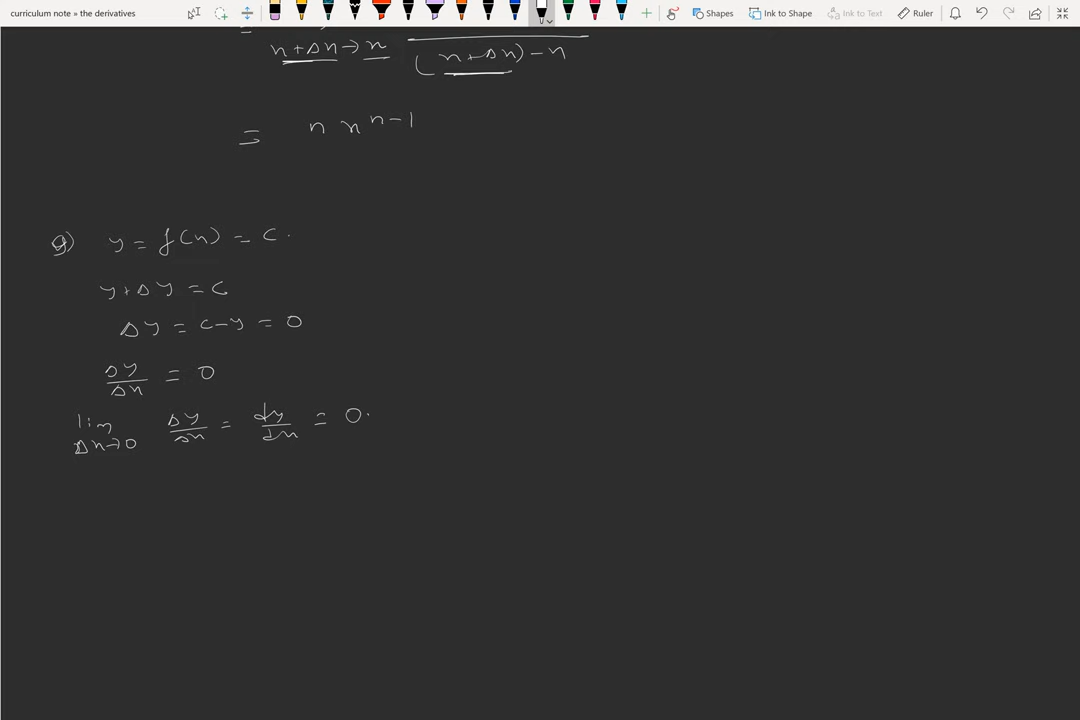 curriculum note » the derivatives
Shapes Ink to Shape Ink to Text Ruler
=
x+Δx→x (x+Δx)-x
= n x^{n-1}
g) y = f(x) = c.
y+Δy = c
Δy = c-y = 0
Δy/Δx = 0
lim Δx→0 Δy/Δx = dy/dx = 0.